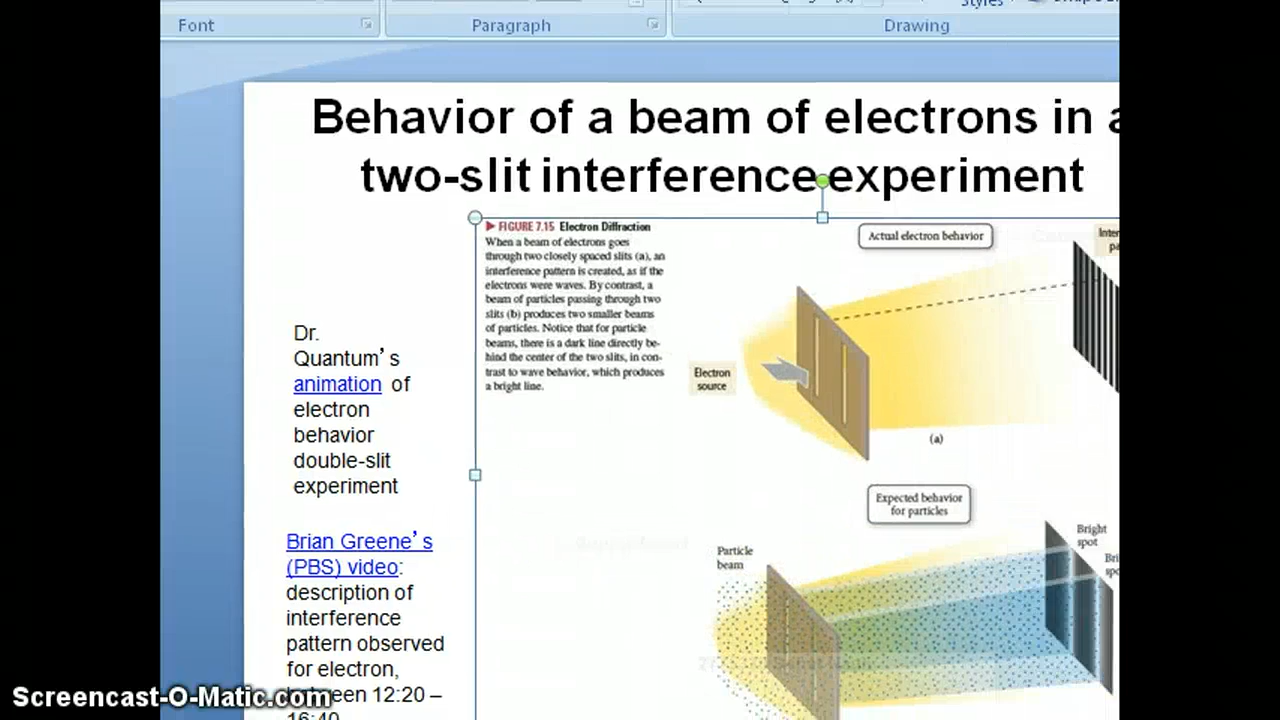 Font
Paragraph
Drawing
Styles
Behavior of a beam of electrons in a
two-slit interference experiment
▶ FIGURE 7.15 Electron Diffraction
When a beam of electrons goes
through two closely spaced slits (a), an
interference pattern is created, as if the
electrons were waves. By contrast, a
beam of particles passing through two
slits (b) produces two smaller beams
of particles. Notice that for particle
beams, there is a dark line directly be-
hind the center of the two slits, in con-
trast to wave behavior, which produces
a bright line.
Actual electron behavior
Electron
source
(a)
Expected behavior
for particles
Particle
beam
Bright
spot
Dr.
Quantum's
animation of
electron
behavior
double-slit
experiment
Brian Greene's
(PBS) video:
description of
interference
pattern observed
for electron,
between 12:20 –
16:40
Screencast-O-Matic.com